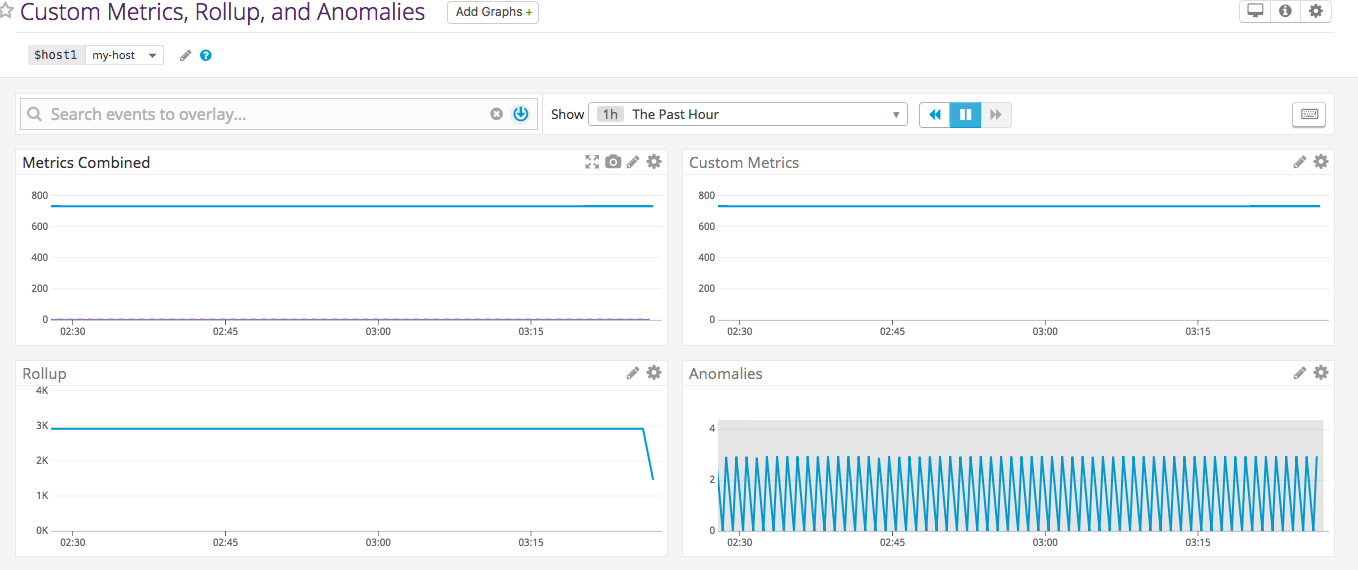 Custom Metrics, Rollup, and Anomalies Add Graphs +
$host1 my-host
Search events to overlay... Show 1h The Past Hour
Metrics Combined
800
600
400
200
0
02:30 02:45 03:00 03:15
Custom Metrics
800
600
400
200
0
02:30 02:45 03:00 03:15
Rollup
4K
3K
2K
1K
0K
02:30 02:45 03:00 03:15
Anomalies
4
2
0
02:30 02:45 03:00 03:15